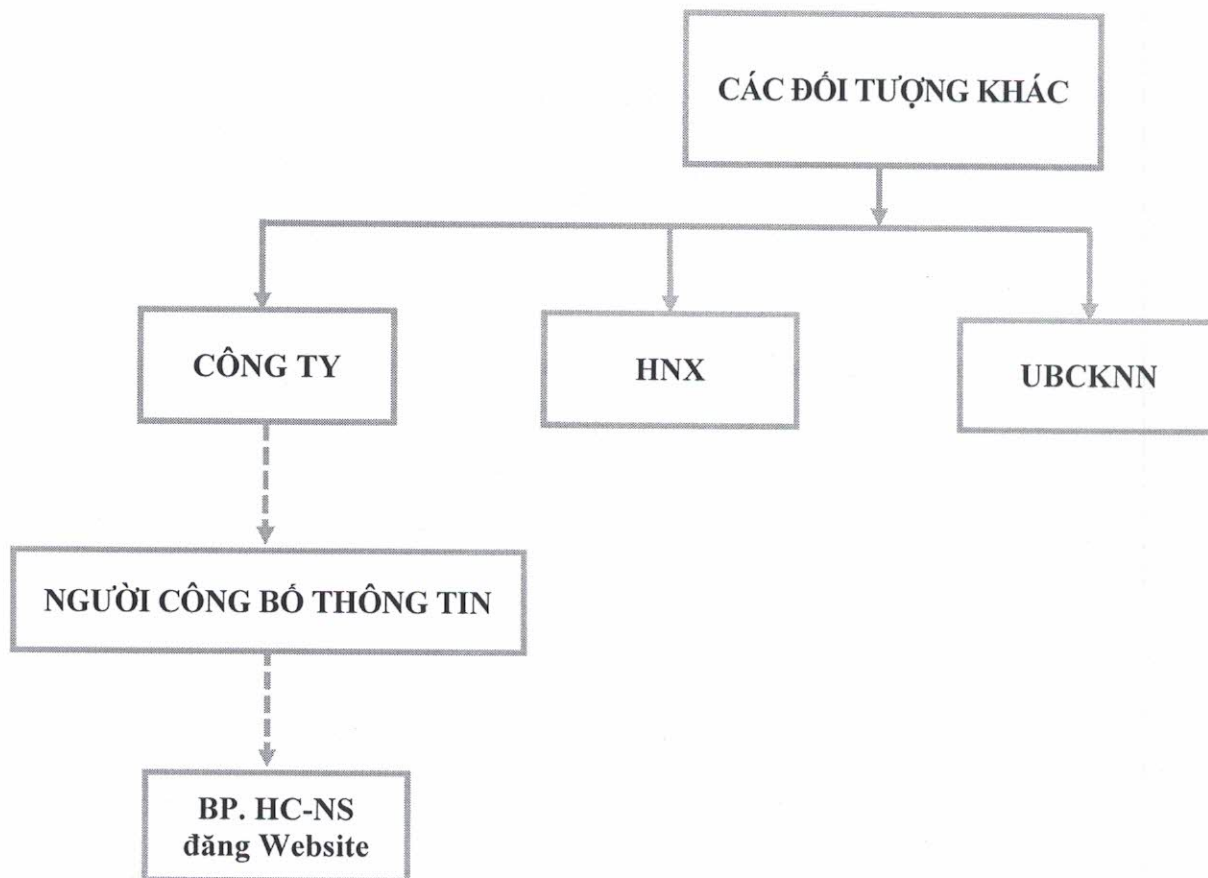 CÁC ĐỐI TƯỢNG KHÁC
CÔNG TY
HNX
UBCKNN
NGƯỜI CÔNG BỐ THÔNG TIN
BP. HC-NS
đăng Website